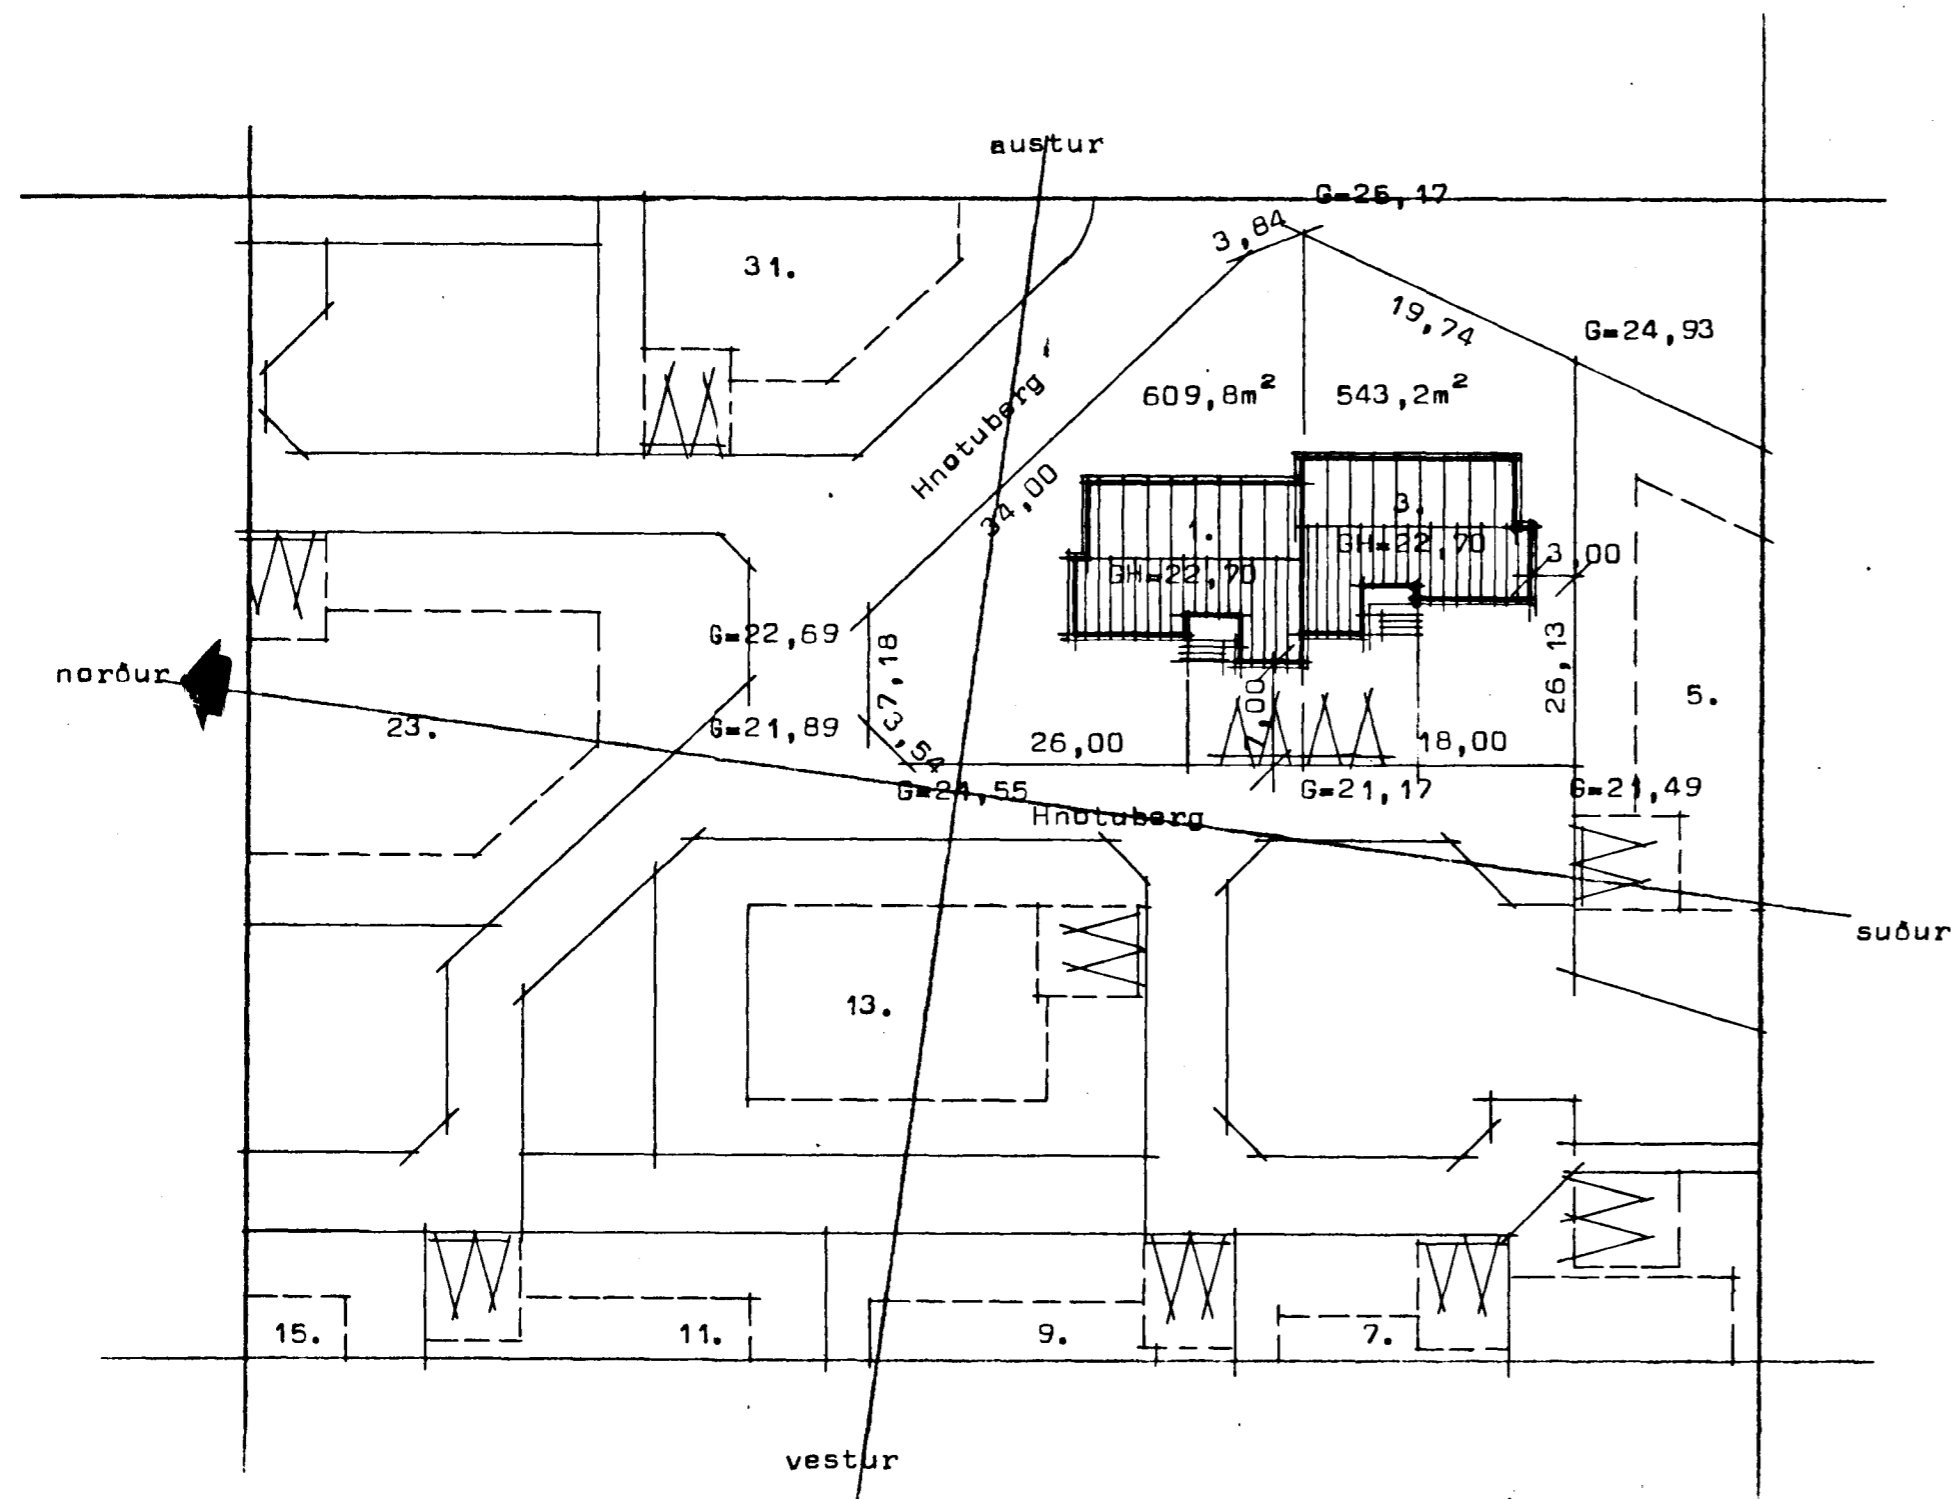 austur
G=26,17
3,84
31.
19,74
G=24,93
609,8m²
543,2m²
Hnotuberg
34,00
3.
1.
GH=22,70
3,00
GH=22,70
G=22,69
7,18
26,13
norður
5.
7,00
23.
G=21,89
3,54
26,00
18,00
G=21,17
G=21,49
Hnotuberg
suður
13.
15.
11.
9.
7.
vestur